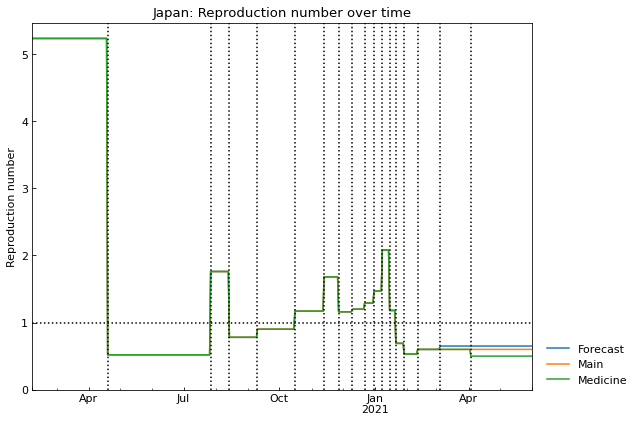 Japan: Reproduction number over time
Reproduction number
5
4
3
2
1
0
Apr
Jul
Oct
Jan
2021
Apr
Forecast
Main
Medicine